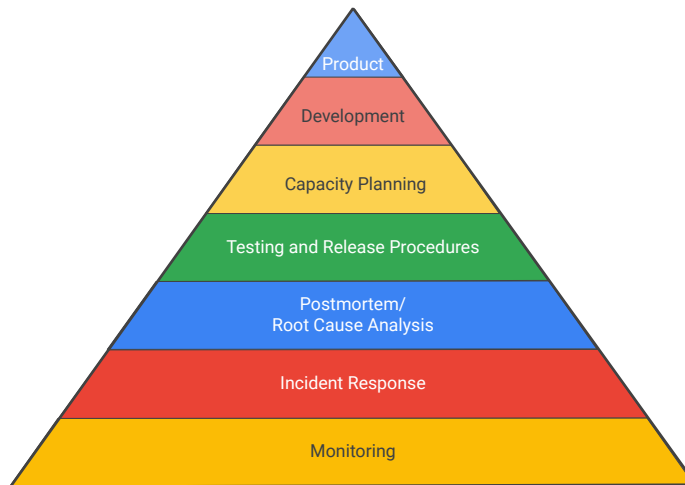 Product
Development
Capacity Planning
Testing and Release Procedures
Postmortem/
Root Cause Analysis
Incident Response
Monitoring